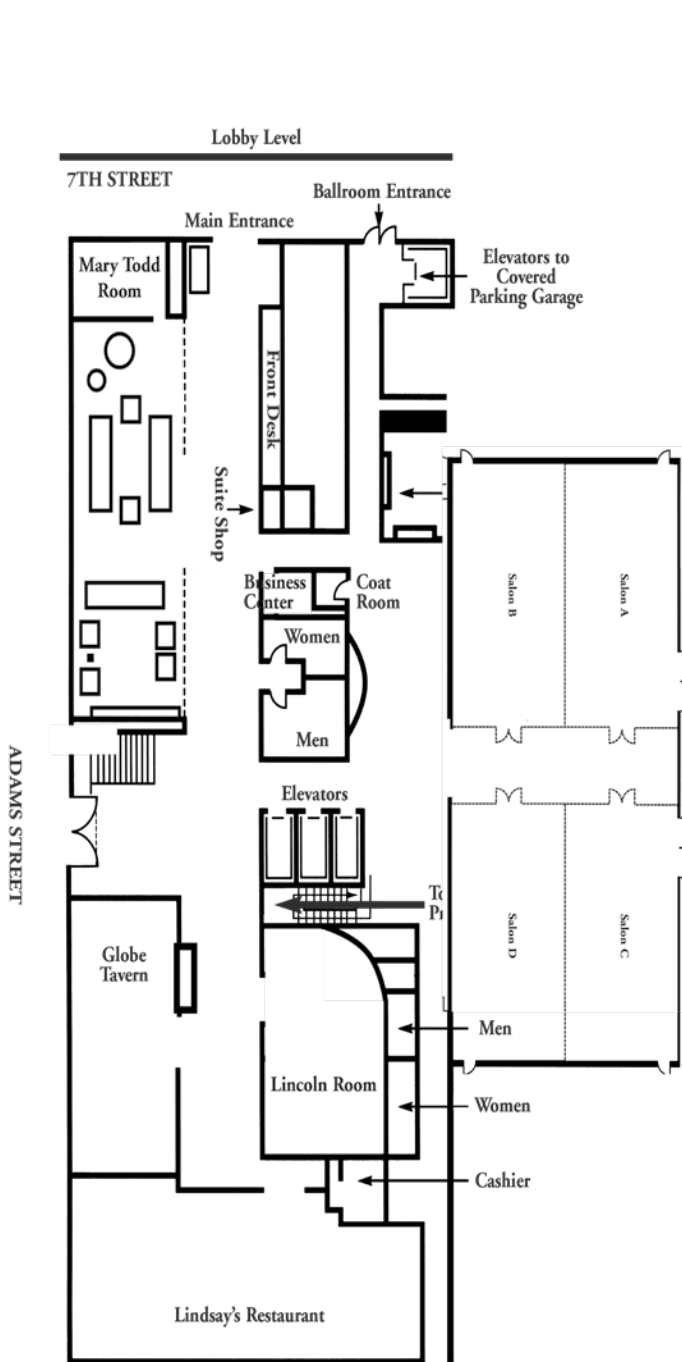 Lobby Level
7TH STREET
Ballroom Entrance
Main Entrance
Mary Todd
Room
Elevators to
Covered
Parking Garage
Front Desk
Suite Shop
Salon B
Salon A
Business
Center
Coat
Room
Women
Men
ADAMS STREET
Elevators
Globe
Tavern
Salon D
Salon C
Men
Lincoln Room
Women
Cashier
Lindsay's Restaurant